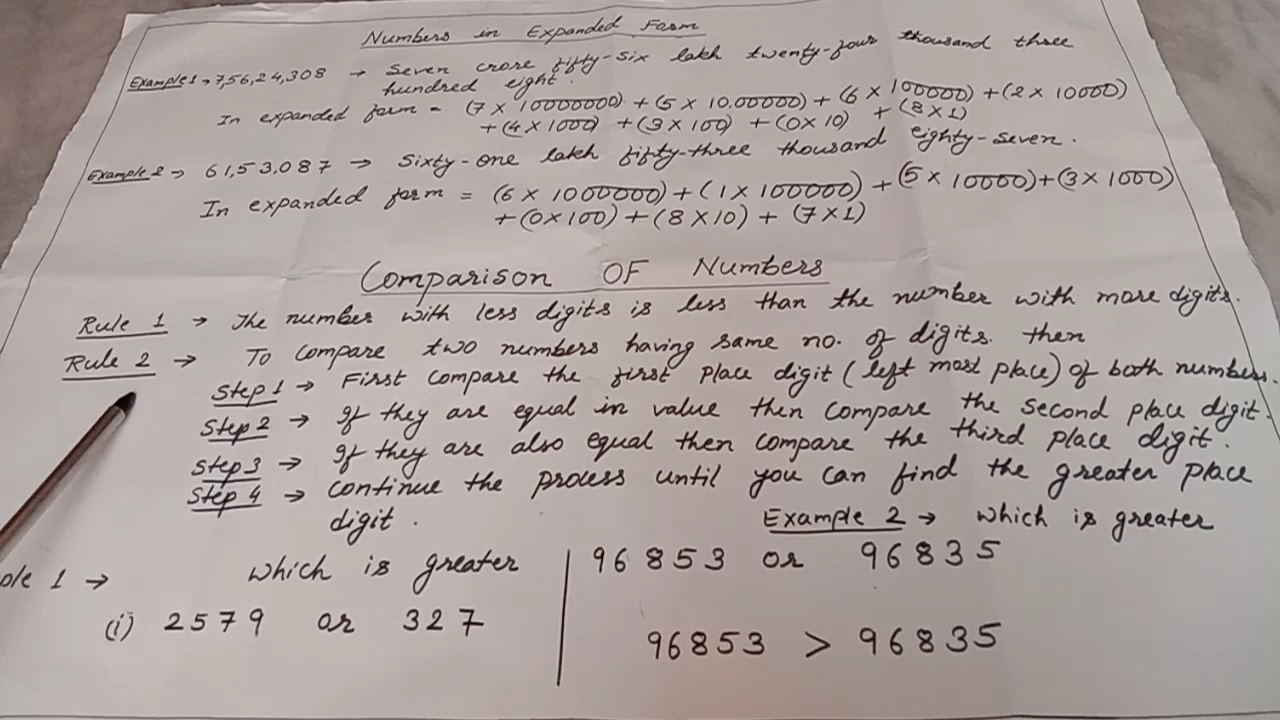 Numbers in Expanded Form
Example 1 → 7,56,24,308 → Seven crore fifty-six lakh twenty-four thousand three
hundred eight.
In expanded form = (7 X 10000000) + (5 X 10,00000) + (6 X 100000) + (2 X 10000)
+ (4 X 1000) + (3 X 100) + (0 X 10) + (8 X 1)
Example 2 → 61,53,087 → Sixty-one lakh fifty-three thousand eighty-seven.
In expanded form = (6 X 1000000) + (1 X 100000) + (5 X 10000) + (3 X 1000)
+ (0 X 100) + (8 X 10) + (7 X 1)
Comparison OF Numbers
Rule 1 → The number with less digits is less than the number with more digits.
Rule 2 → To compare two numbers having same no. of digits. then
Step 1 → First compare the first place digit (left most place) of both numbers.
Step 2 → If they are equal in value then compare the second place digit.
Step 3 → If they are also equal then compare the third place digit.
Step 4 → continue the process until you can find the greater place
digit.
ple 1 → which is greater
(i) 2579 or 327
Example 2 → which is greater
96853 or 96835
96853 > 96835